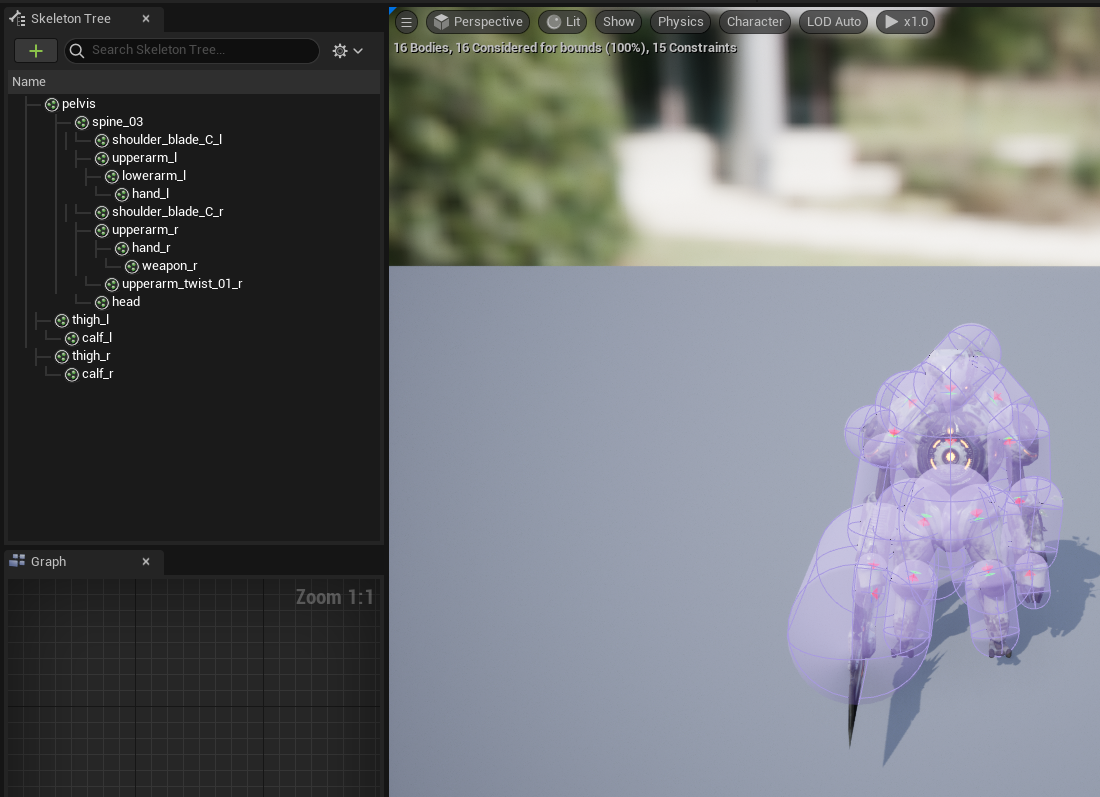 Skeleton Tree
Search Skeleton Tree...
Name
pelvis
spine_03
shoulder_blade_C_l
upperarm_l
lowerarm_l
hand_l
shoulder_blade_C_r
upperarm_r
hand_r
weapon_r
upperarm_twist_01_r
head
thigh_l
calf_l
thigh_r
calf_r
Graph
Zoom 1:1
Perspective
Lit
Show
Physics
Character
LOD Auto
x1.0
16 Bodies, 16 Considered for bounds (100%), 15 Constraints